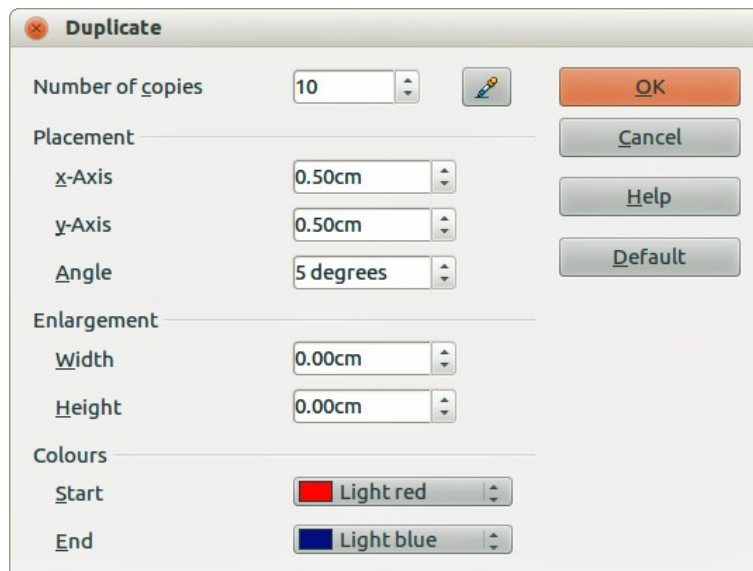 Duplicate
Number of copies 10
OK
Placement
Cancel
x-Axis 0.50cm
Help
y-Axis 0.50cm
Default
Angle 5 degrees
Enlargement
Width 0.00cm
Height 0.00cm
Colours
Start Light red
End Light blue